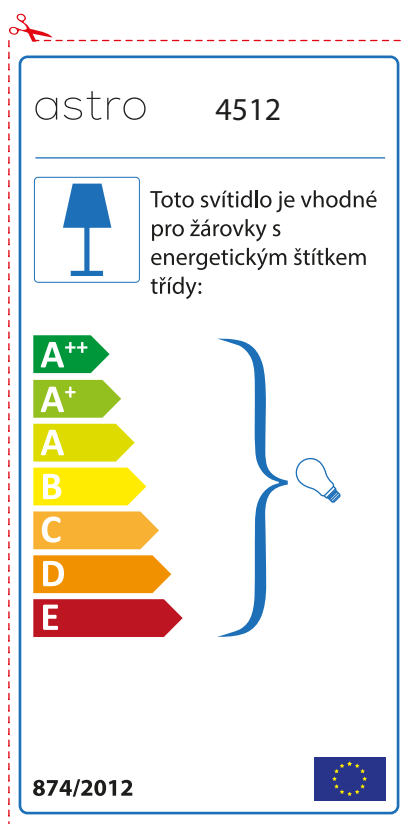 astro 4512
Toto svítidlo je vhodné
pro žárovky s
energetickým štítkem
třídy:
A++
A+
A
B
C
D
E
874/2012